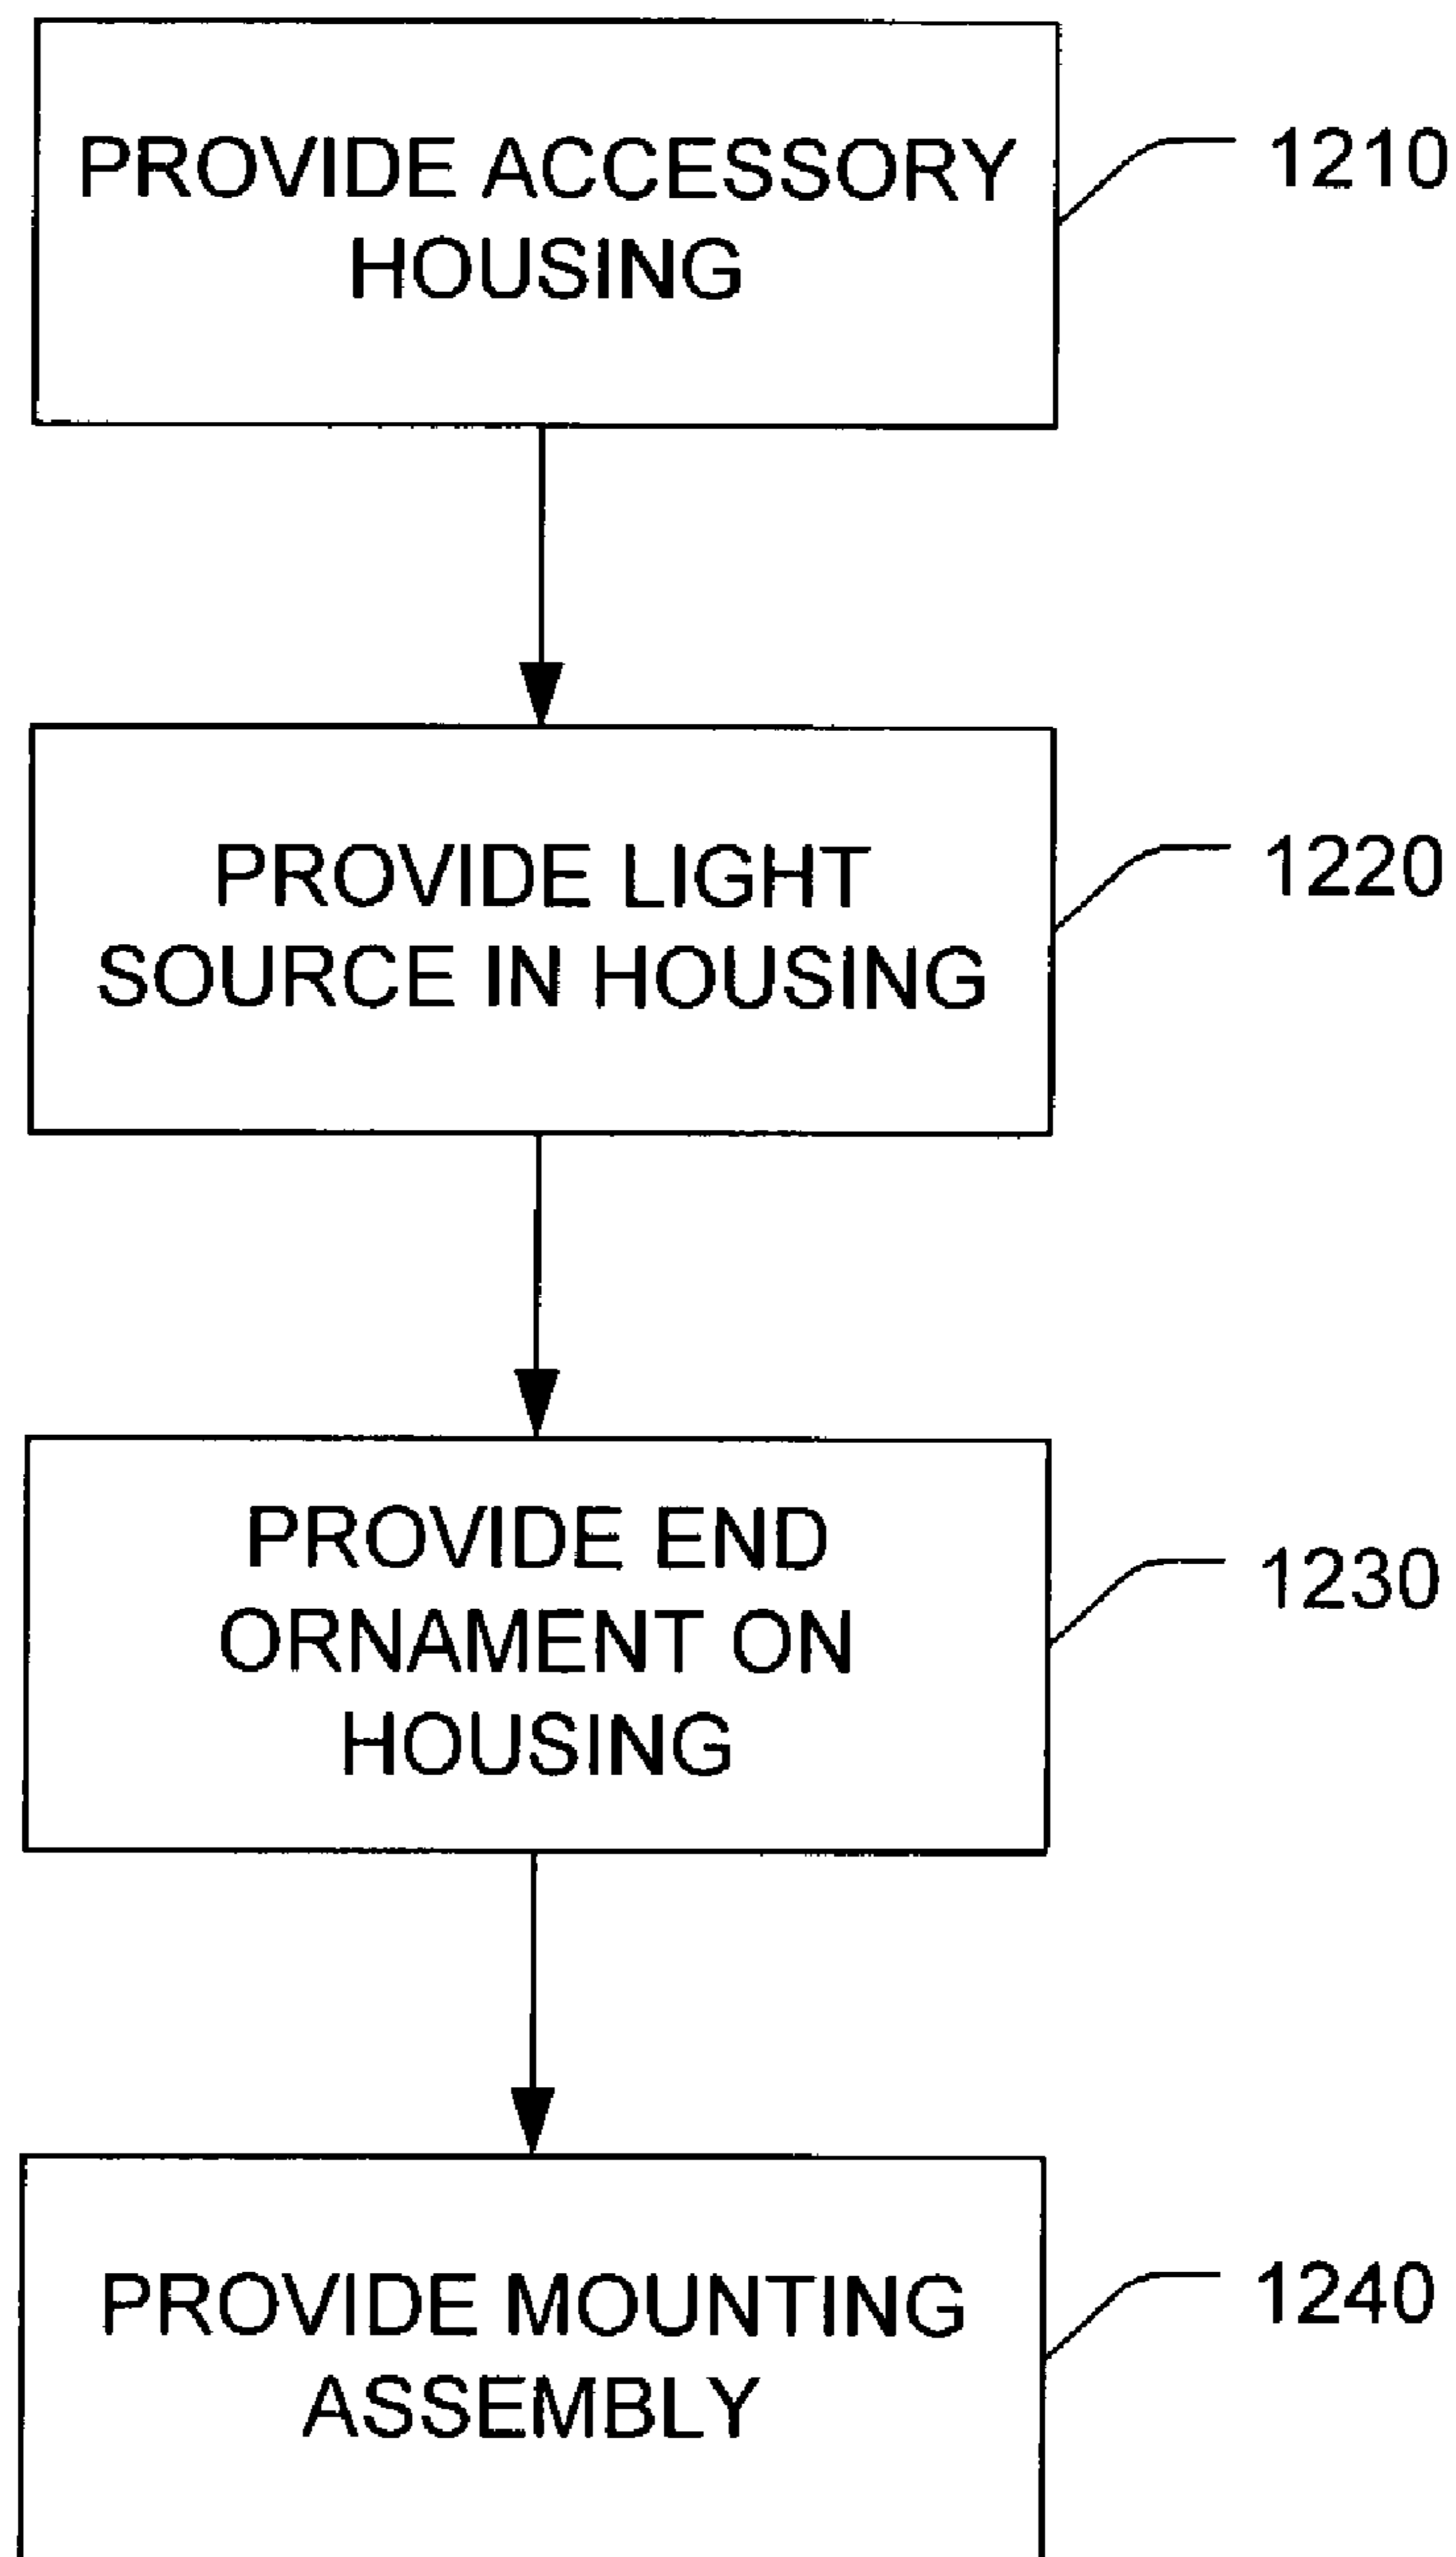 PROVIDE ACCESSORY
HOUSING
1210
PROVIDE LIGHT
SOURCE IN HOUSING
1220
PROVIDE END
ORNAMENT ON
HOUSING
1230
PROVIDE MOUNTING
ASSEMBLY
1240